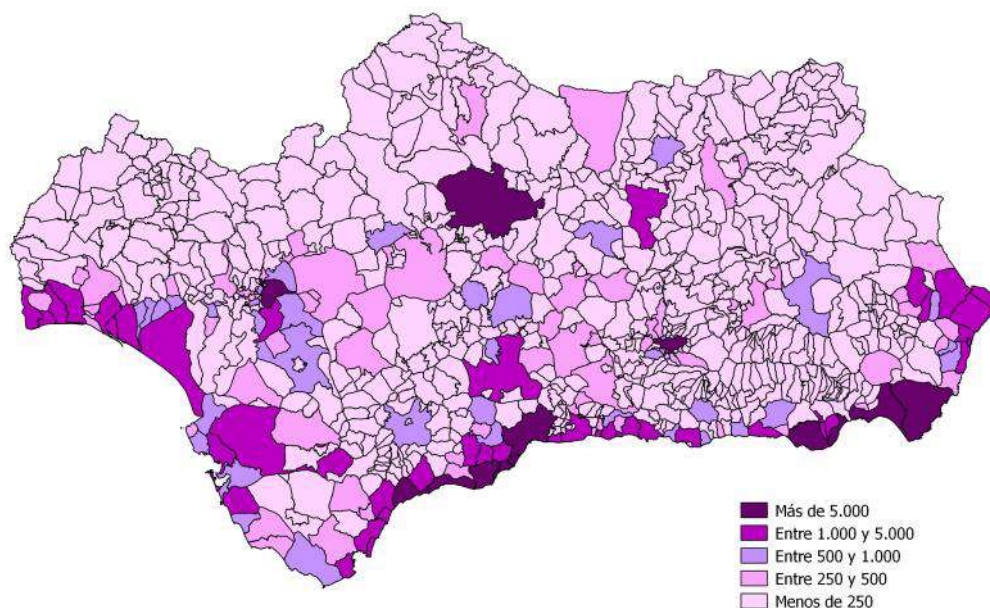 Más de 5.000
Entre 1.000 y 5.000
Entre 500 y 1.000
Entre 250 y 500
Menos de 250